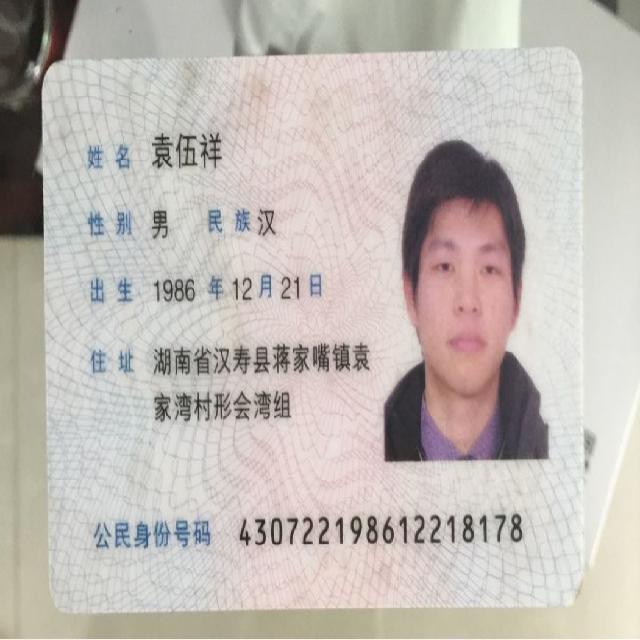 姓名 袁伍祥
性别 男 民族 汉
出生 1986 年 12 月 21 日
住址 湖南省汉寿县蒋家嘴镇袁
家湾村形会湾组
公民身份号码 430722198612218178